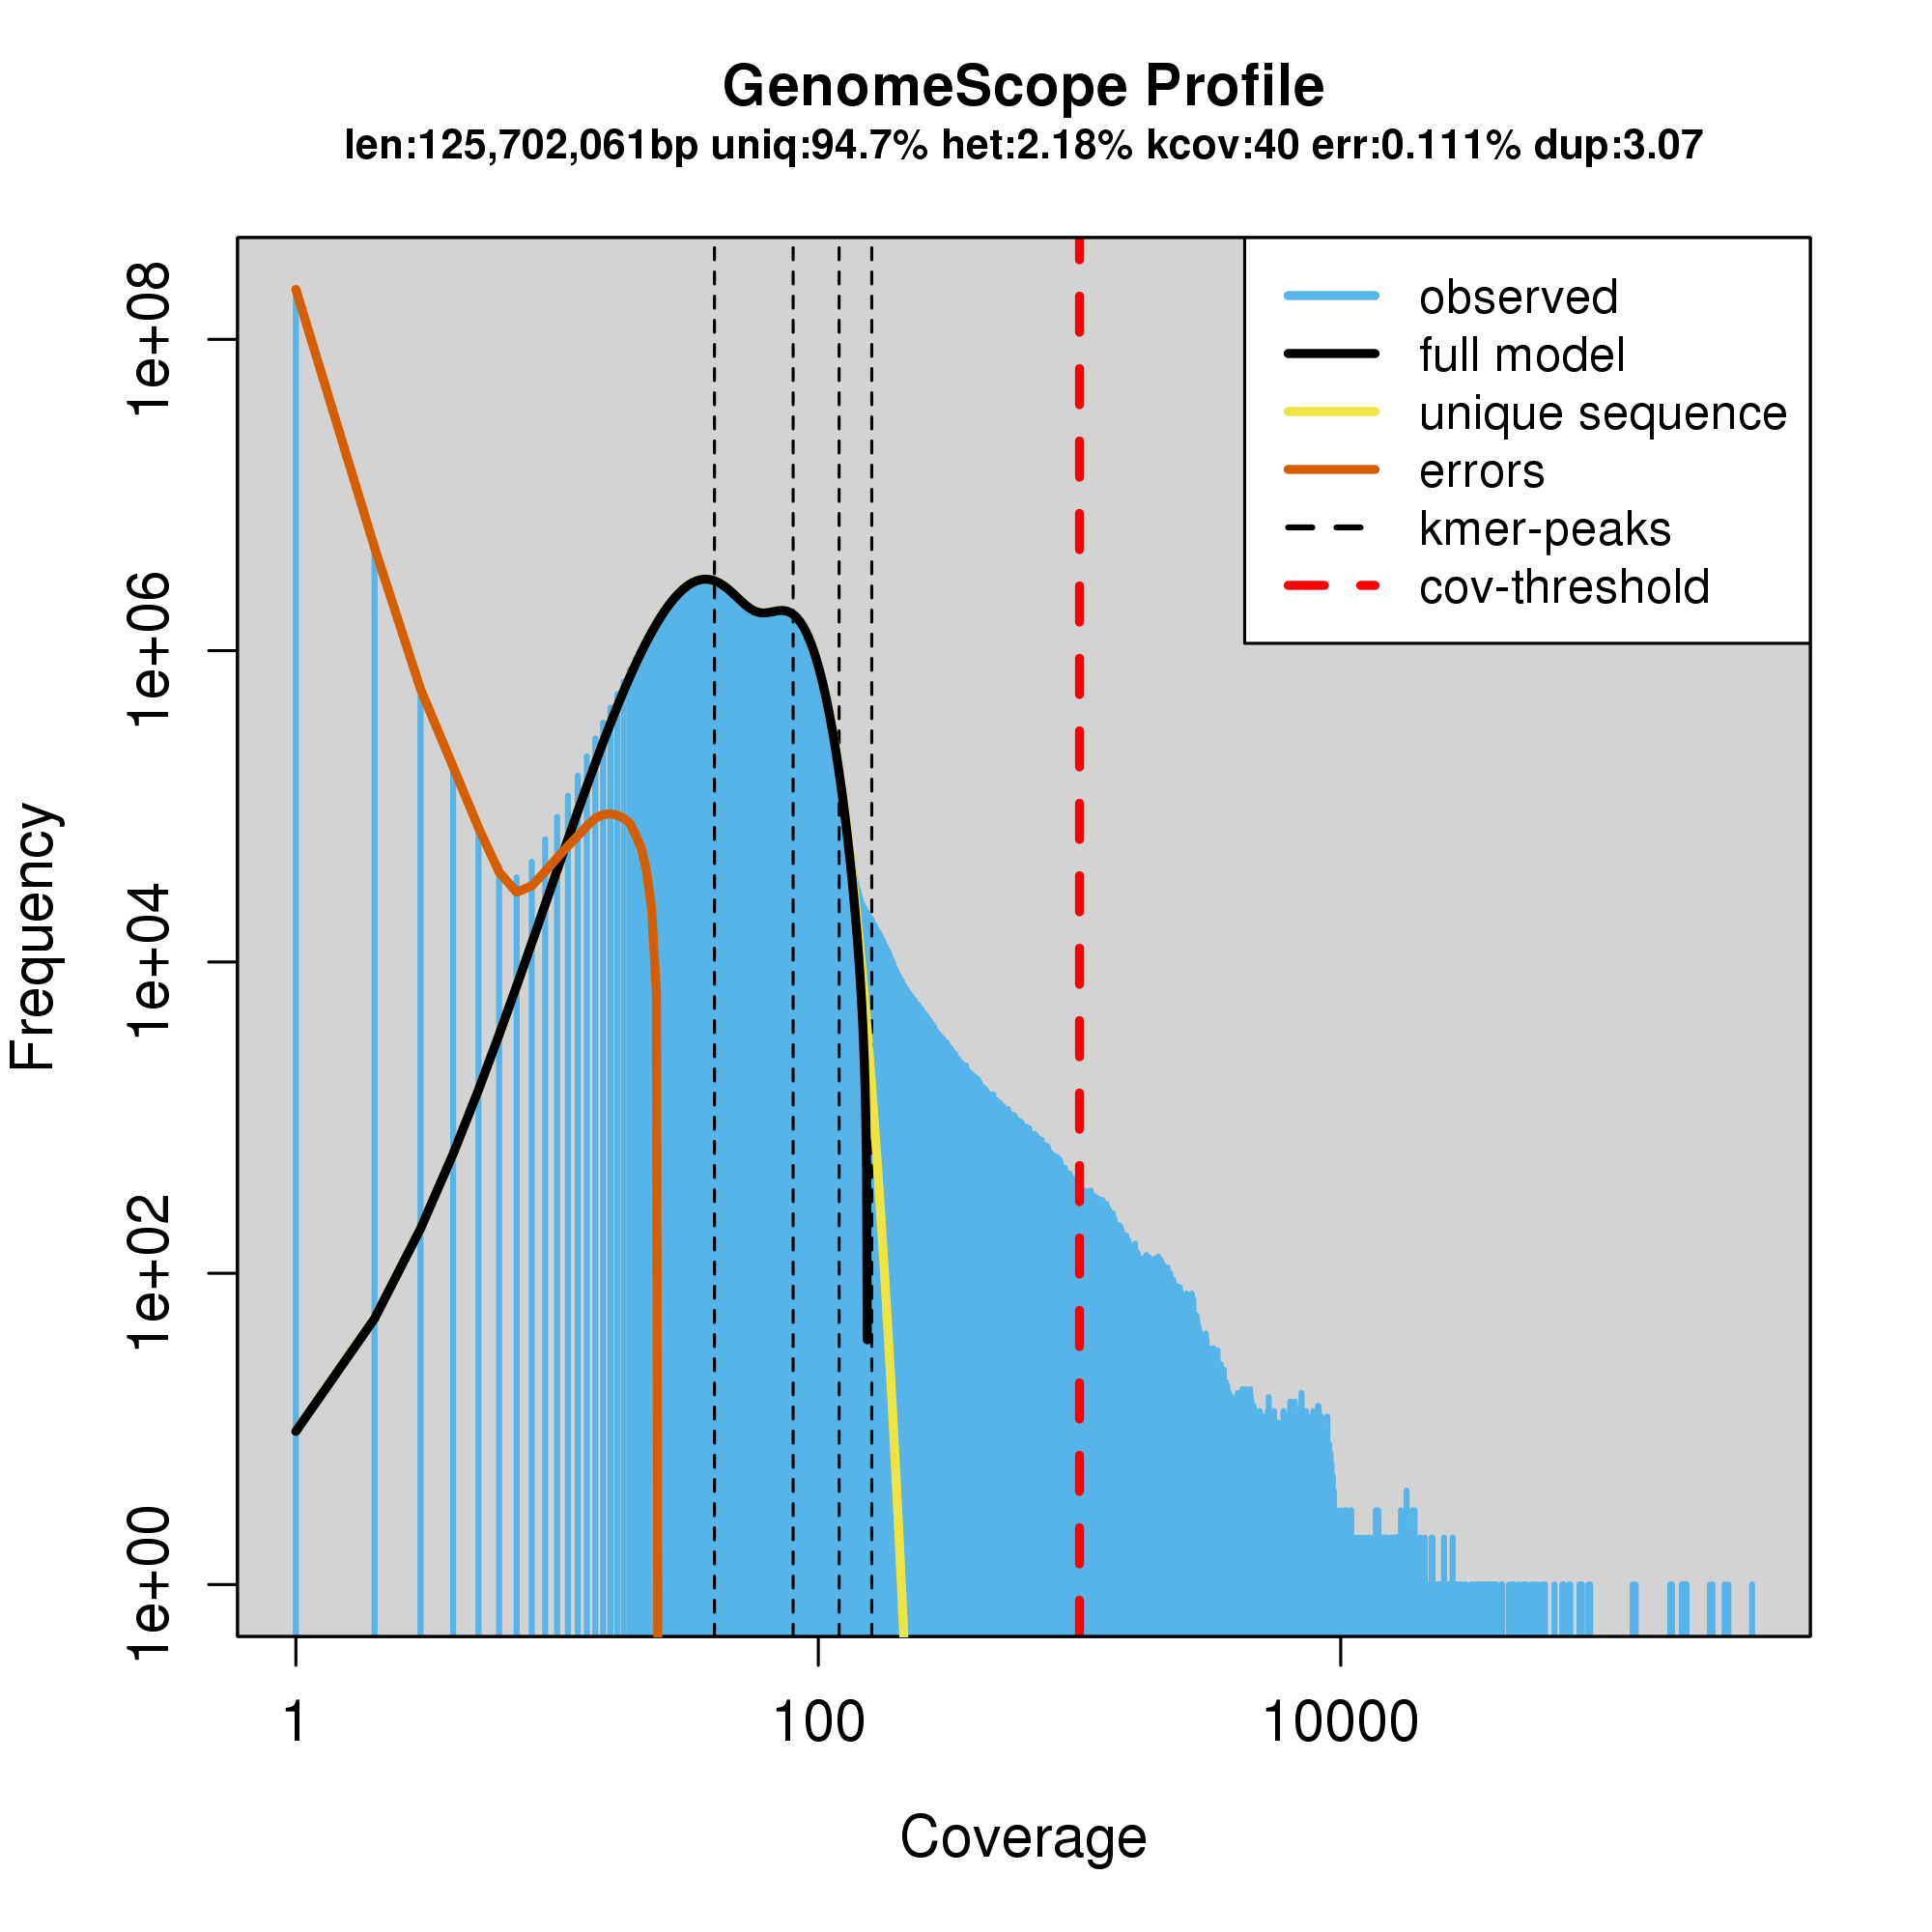 GenomeScope Profile
len:125,702,061bp uniq:94.7% het:2.18% kcov:40 err:0.111% dup:3.07
observed
full model
unique sequence
errors
kmer-peaks
cov-threshold
Frequency
1e+08
1e+06
1e+04
1e+02
1e+00
1
100
10000
Coverage